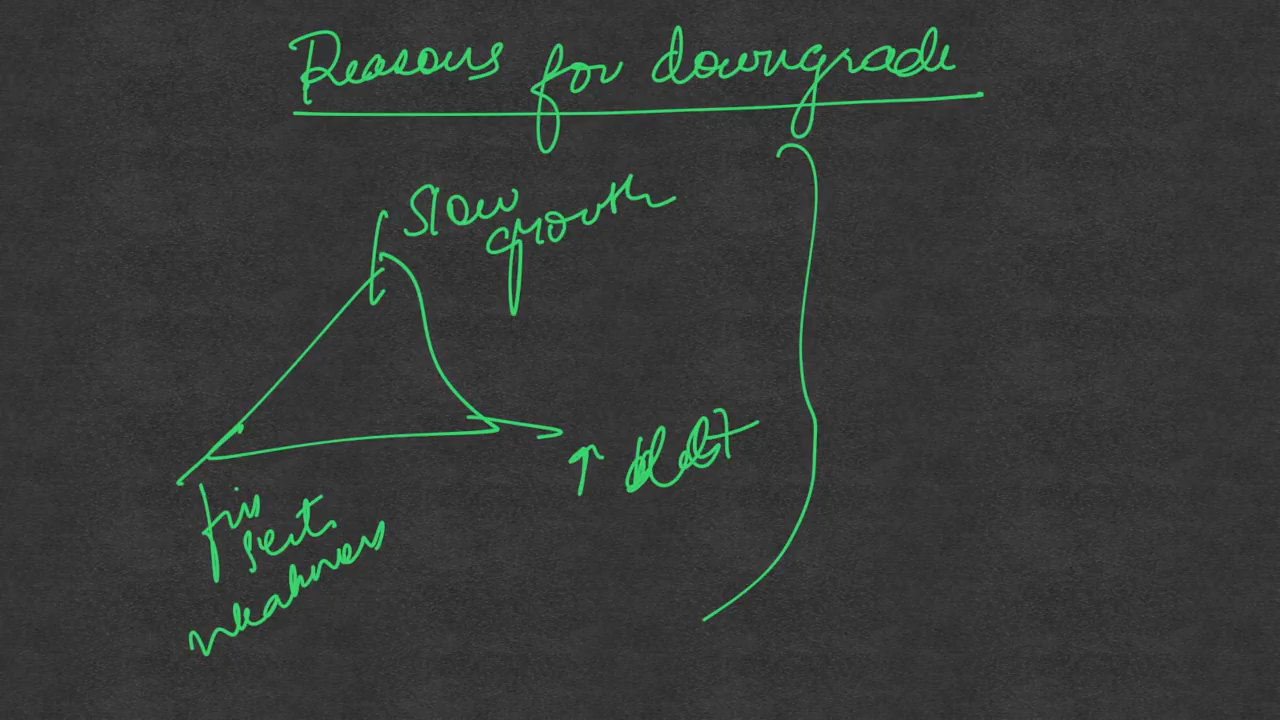 Reasons for downgrade
Slow
growth
↑ debt
fin
sect.
weakness